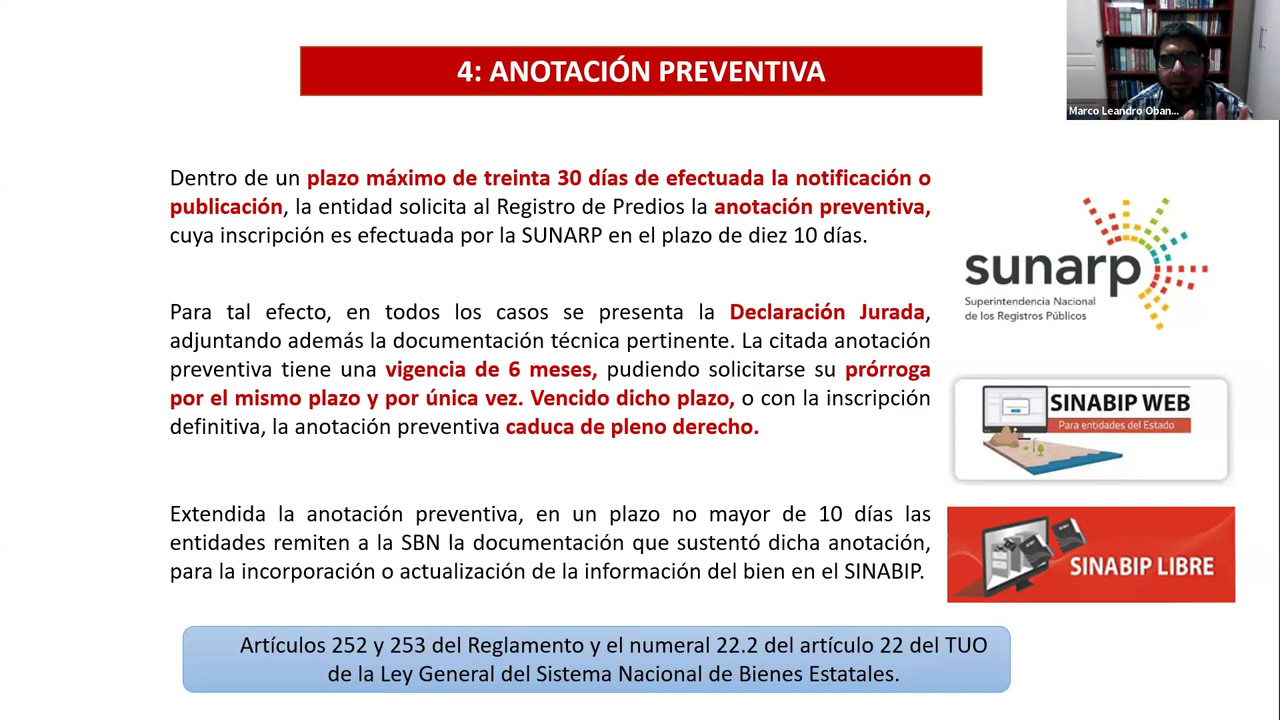 4: ANOTACIÓN PREVENTIVA
Marco Leandro Oban...
Dentro de un plazo máximo de treinta 30 días de efectuada la notificación o
publicación, la entidad solicita al Registro de Predios la anotación preventiva,
cuya inscripción es efectuada por la SUNARP en el plazo de diez 10 días.
Para tal efecto, en todos los casos se presenta la Declaración Jurada,
adjuntando además la documentación técnica pertinente. La citada anotación
preventiva tiene una vigencia de 6 meses, pudiendo solicitarse su prórroga
por el mismo plazo y por única vez. Vencido dicho plazo, o con la inscripción
definitiva, la anotación preventiva caduca de pleno derecho.
Extendida la anotación preventiva, en un plazo no mayor de 10 días las
entidades remiten a la SBN la documentación que sustentó dicha anotación,
para la incorporación o actualización de la información del bien en el SINABIP.
sunarp
Superintendencia Nacional
de los Registros Públicos
SINABIP WEB
Para entidades del Estado
SINABIP LIBRE
Artículos 252 y 253 del Reglamento y el numeral 22.2 del artículo 22 del TUO
de la Ley General del Sistema Nacional de Bienes Estatales.